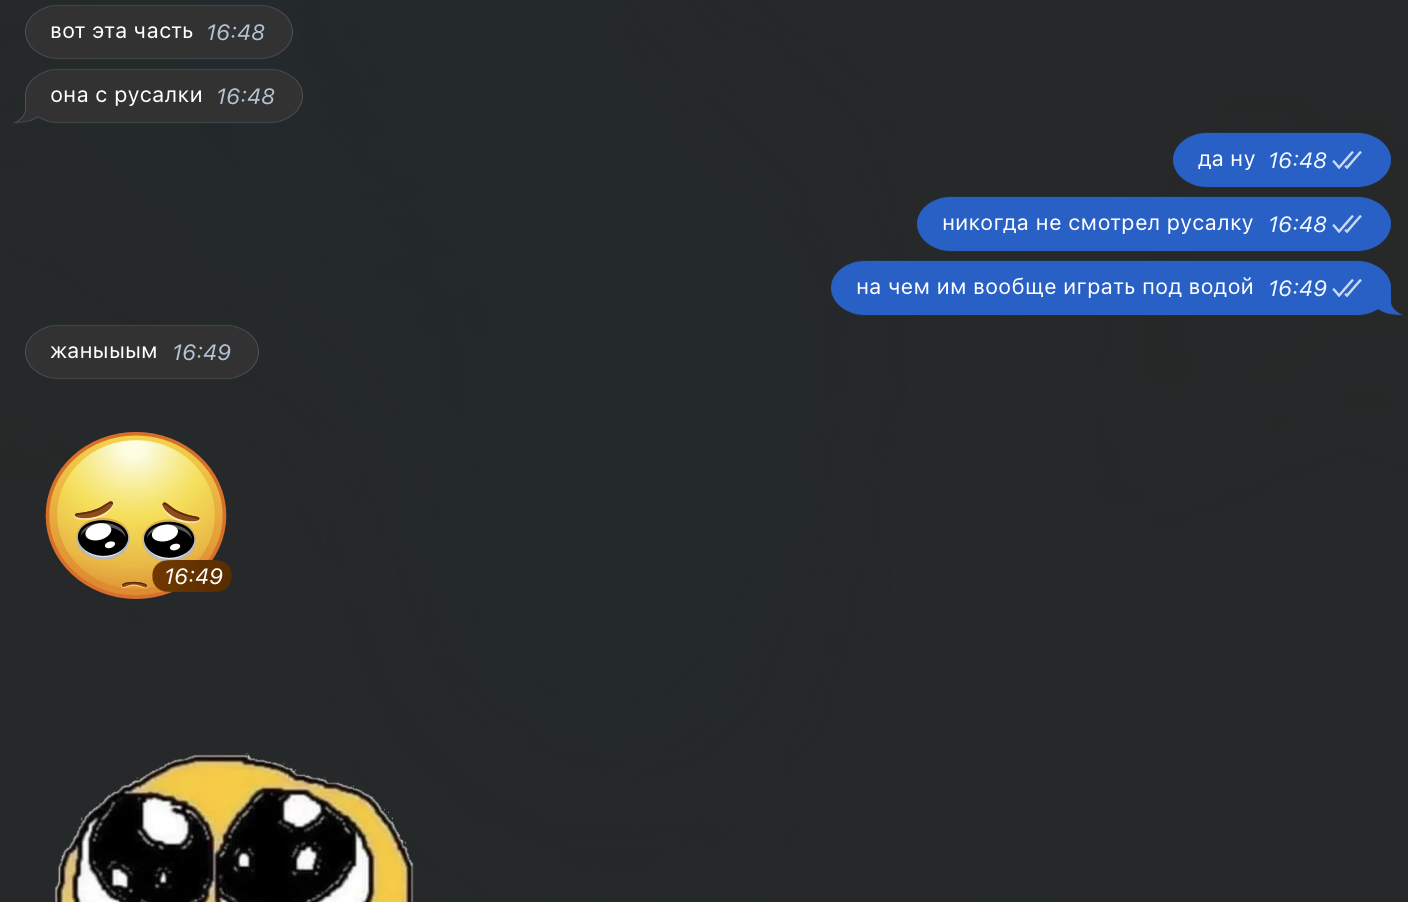 вот эта часть 16:48
она с русалки 16:48
да ну 16:48
никогда не смотрел русалку 16:48
на чем им вообще играть под водой 16:49
жаныыым 16:49
16:49